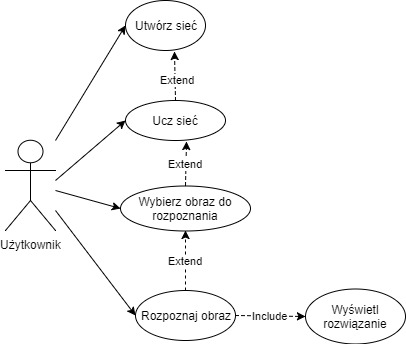 Utwórz sieć
Extend
Ucz sieć
Extend
Wybierz obraz do
rozpoznania
Użytkownik
Extend
Rozpoznaj obraz
Include
Wyświetl
rozwiązanie